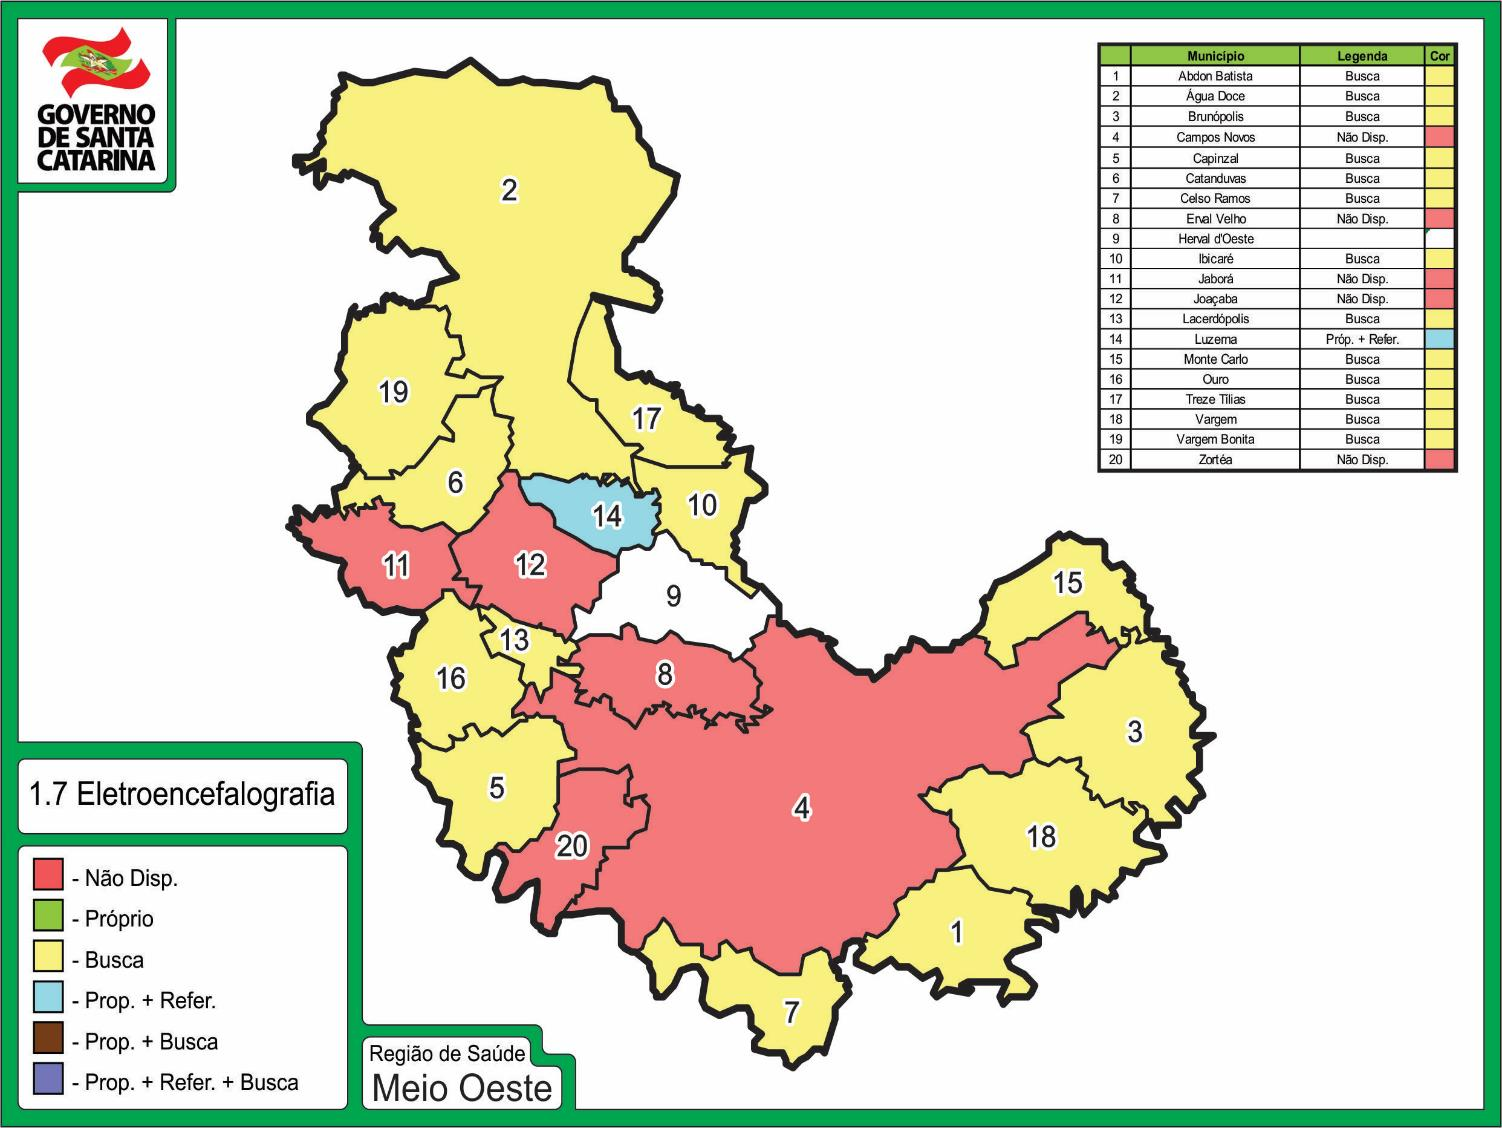 GOVERNO
DE SANTA
CATARINA
Município Legenda Cor
1 Abdon Batista Busca
2 Água Doce Busca
3 Brunópolis Busca
4 Campos Novos Não Disp.
5 Capinzal Busca
6 Catanduvas Busca
7 Celso Ramos Busca
8 Erval Velho Não Disp.
9 Herval d'Oeste
10 Ibicaré Busca
11 Jaborá Não Disp.
12 Joaçaba Não Disp.
13 Lacerdópolis Busca
14 Luzerna Próp. + Refer.
15 Monte Carlo Busca
16 Ouro Busca
17 Treze Tílias Busca
18 Vargem Busca
19 Vargem Bonita Busca
20 Zortéa Não Disp.
2
19
17
6
10
14
11
12
15
9
13
8
16
3
5
4
20
18
1
7
1.7 Eletroencefalografia
- Não Disp.
- Próprio
- Busca
- Prop. + Refer.
- Prop. + Busca
- Prop. + Refer. + Busca
Região de Saúde
Meio Oeste